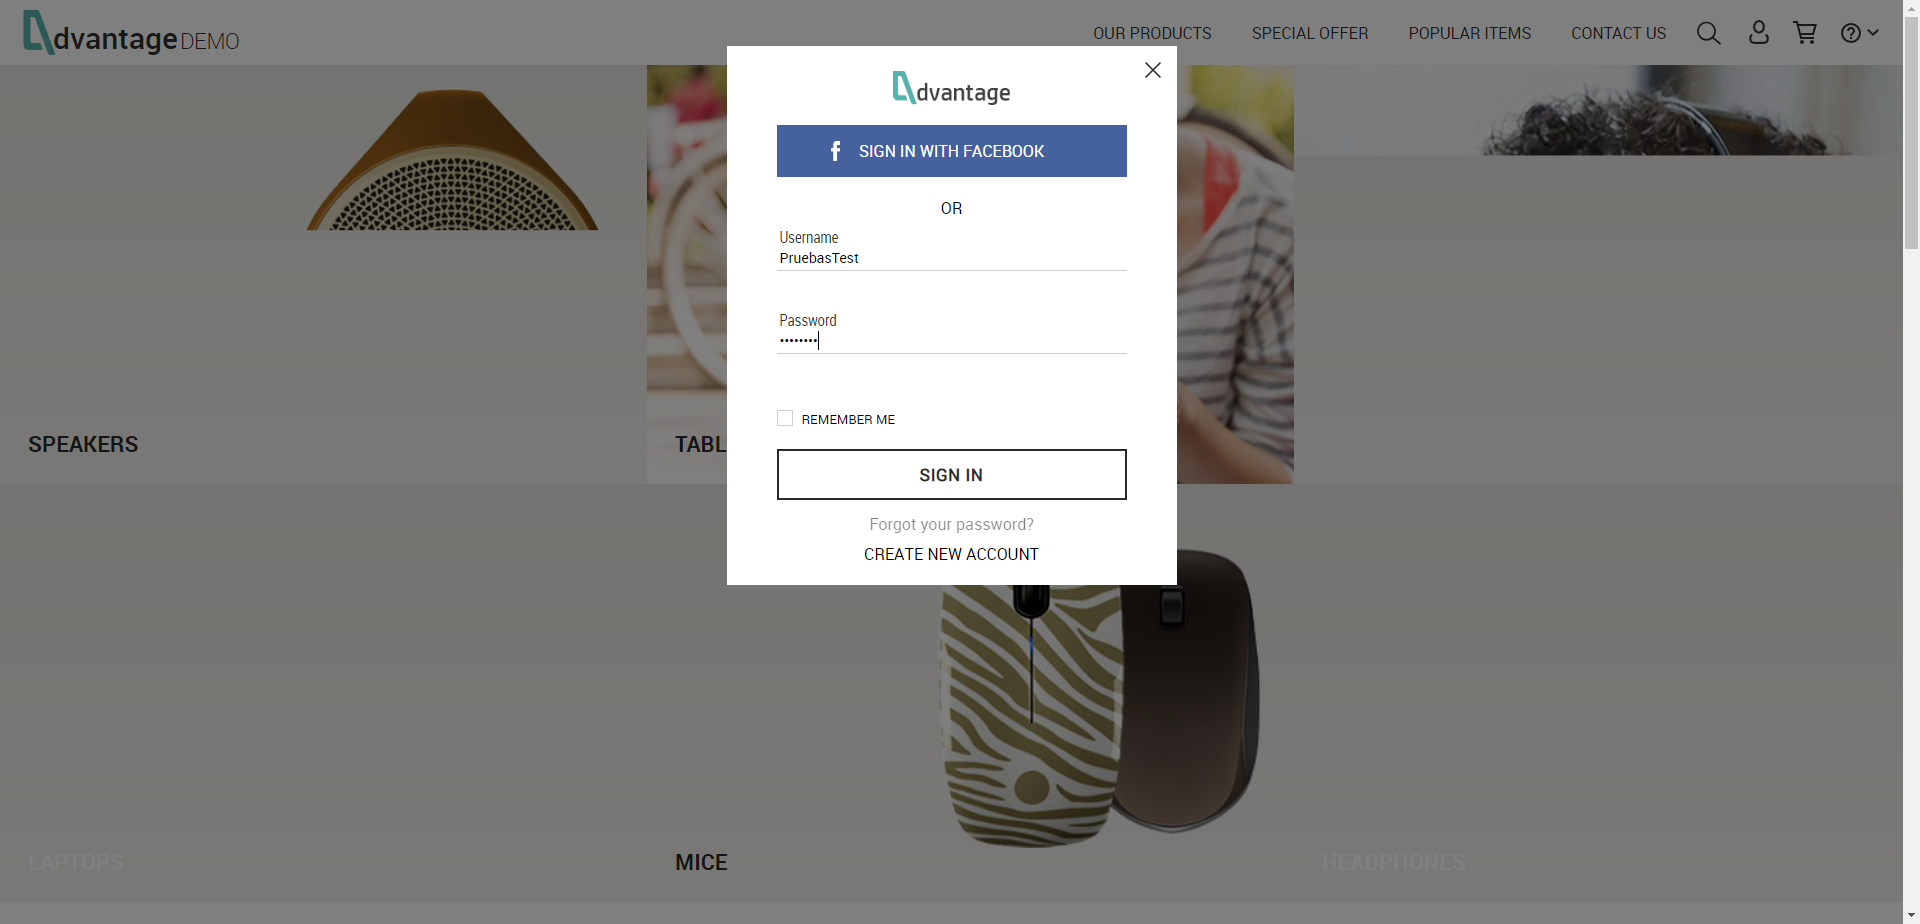 dvantage DEMO
OUR PRODUCTS
SPECIAL OFFER
POPULAR ITEMS
CONTACT US
dvantage
SIGN IN WITH FACEBOOK
OR
Username
PruebasTest
Password
••••••••
REMEMBER ME
SIGN IN
Forgot your password?
CREATE NEW ACCOUNT
SPEAKERS
TABL
LAPTOPS
MICE
HEADPHONES